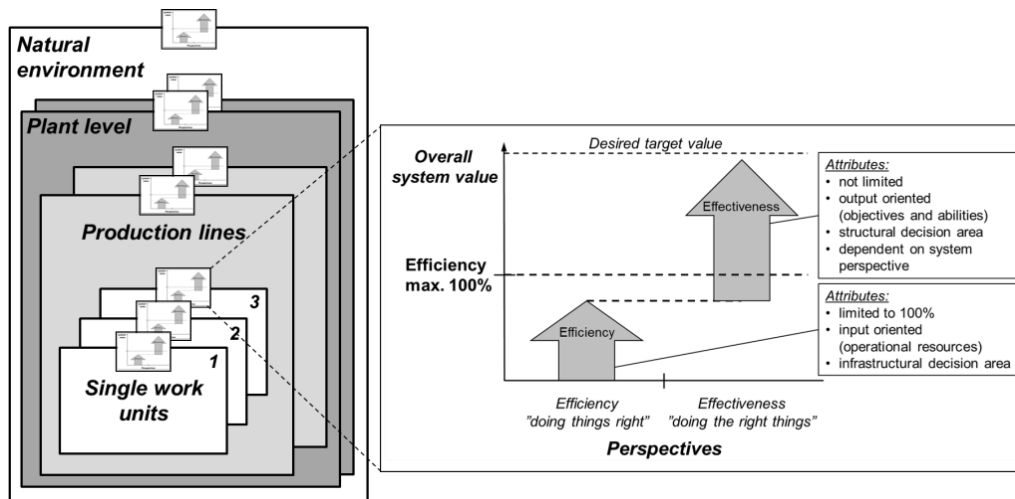 Natural
environment
Plant level
Production lines
3
2
1
Single work
units
Overall
system value
Desired target value
Effectiveness
Efficiency
max. 100%
Efficiency
Attributes:
• not limited
• output oriented
(objectives and abilities)
• structural decision area
• dependent on system
perspective
Attributes:
• limited to 100%
• input oriented
(operational resources)
• infrastructural decision area
Efficiency
"doing things right"
Effectiveness
"doing the right things"
Perspectives